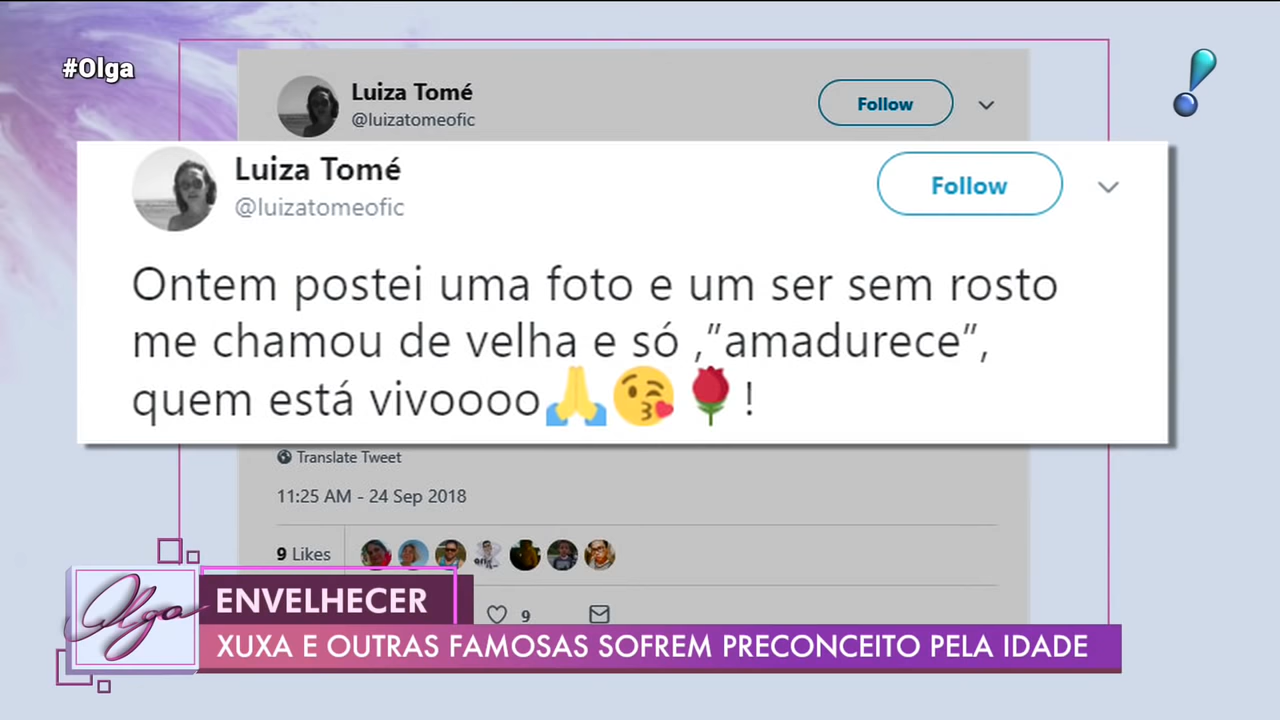 #Olga
Luiza Tomé
@luizatomeofic
Follow
Luiza Tomé
@luizatomeofic
Follow
Ontem postei uma foto e um ser sem rosto
me chamou de velha e só ,"amadurece",
quem está vivoooo🙏😘🌹!
Translate Tweet
11:25 AM - 24 Sep 2018
9 Likes
9
Olga
ENVELHECER
XUXA E OUTRAS FAMOSAS SOFREM PRECONCEITO PELA IDADE